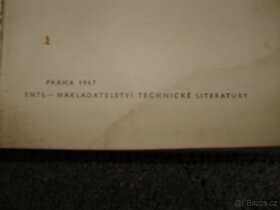 PRAHA 1967
SNTL — NAKLADATELSTVÍ TECHNICKÉ LITERATURY
Bazos.cz